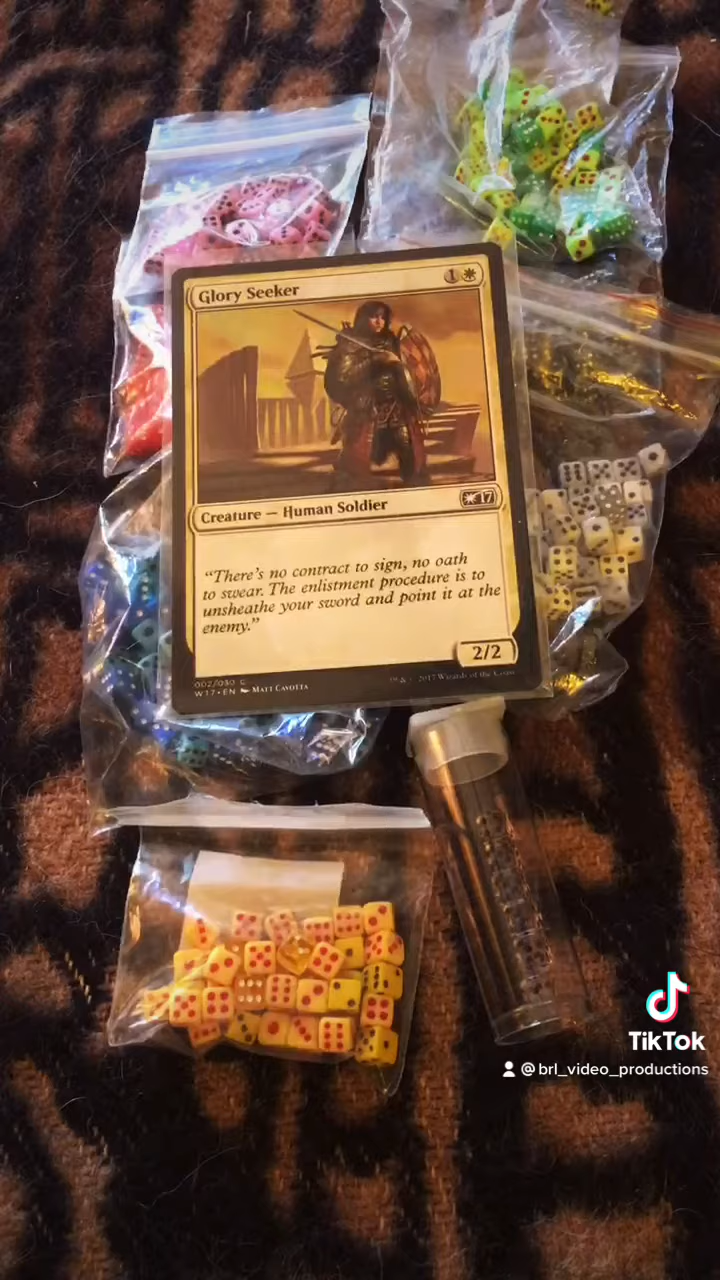 Glory Seeker
1
Creature — Human Soldier
17
"There's no contract to sign, no oath
to swear. The enlistment procedure is to
unsheathe your sword and point it at the
enemy."
2/2
002/030 C
W17 • EN Matt Cavotta
2017 Wizards of the Coast
TikTok
@brl_video_productions